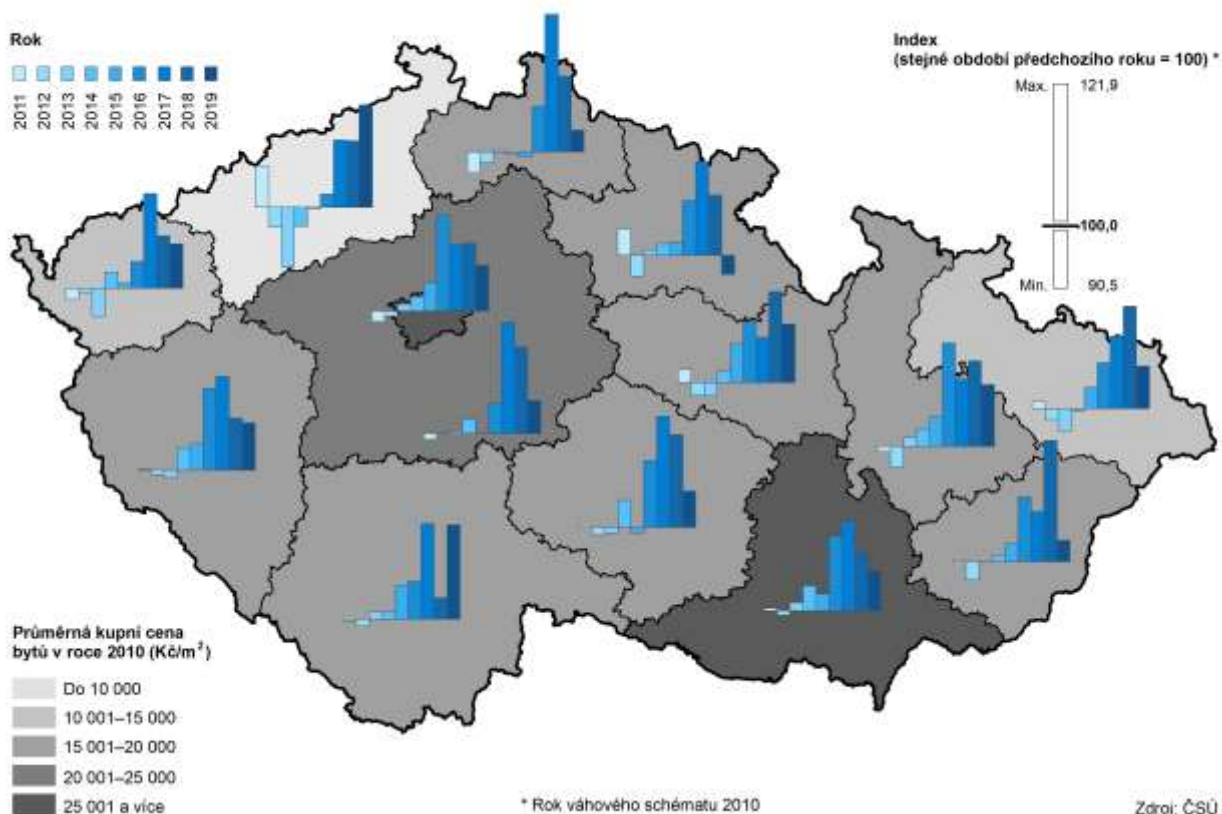 Rok
2011
2012
2013
2014
2015
2016
2017
2018
2019
Index
(stejné období předchozího roku = 100) *
Max. 121,9
100,0
Min. 90,5
Průměrná kupní cena
bytů v roce 2010 (Kč/m²)
Do 10 000
10 001–15 000
15 001–20 000
20 001–25 000
25 001 a více
* Rok váhového schématu 2010
Zdroj: ČSÚ